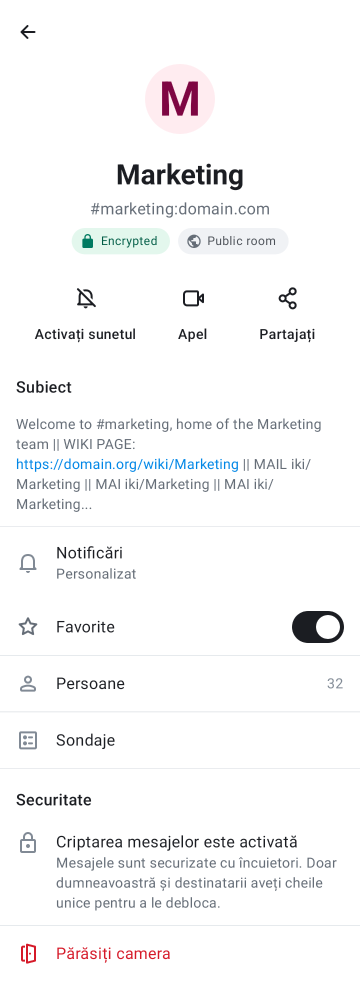 M
Marketing
#marketing:domain.com
Encrypted
Public room
Activați sunetul
Apel
Partajați
Subiect
Welcome to #marketing, home of the Marketing
team || WIKI PAGE:
https://domain.org/wiki/Marketing || MAIL iki/
Marketing || MAI iki/Marketing || MAI iki/
Marketing...
Notificări
Personalizat
Favorite
Persoane 32
Sondaje
Securitate
Criptarea mesajelor este activată
Mesajele sunt securizate cu încuietori. Doar
dumneavoastră și destinatarii aveți cheile
unice pentru a le debloca.
Părăsiți camera